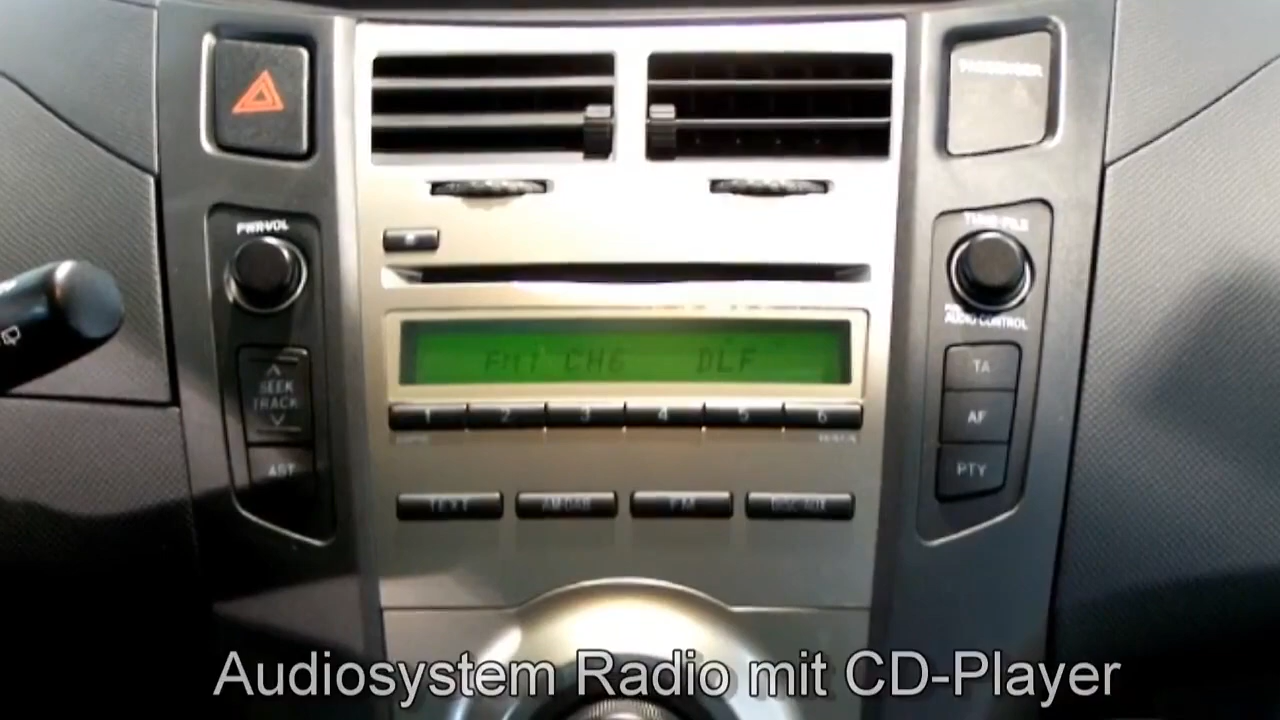 PASSENGER
PWR·VOL
TUNE·FILE
AUDIO CONTROL
FM1 CH6 DLF
SEEK
TRACK
TA
1 2 3 4 5 6
AF
AST
PTY
TEXT AM·DAB FM DISC·AUX
Audiosystem Radio mit CD-Player